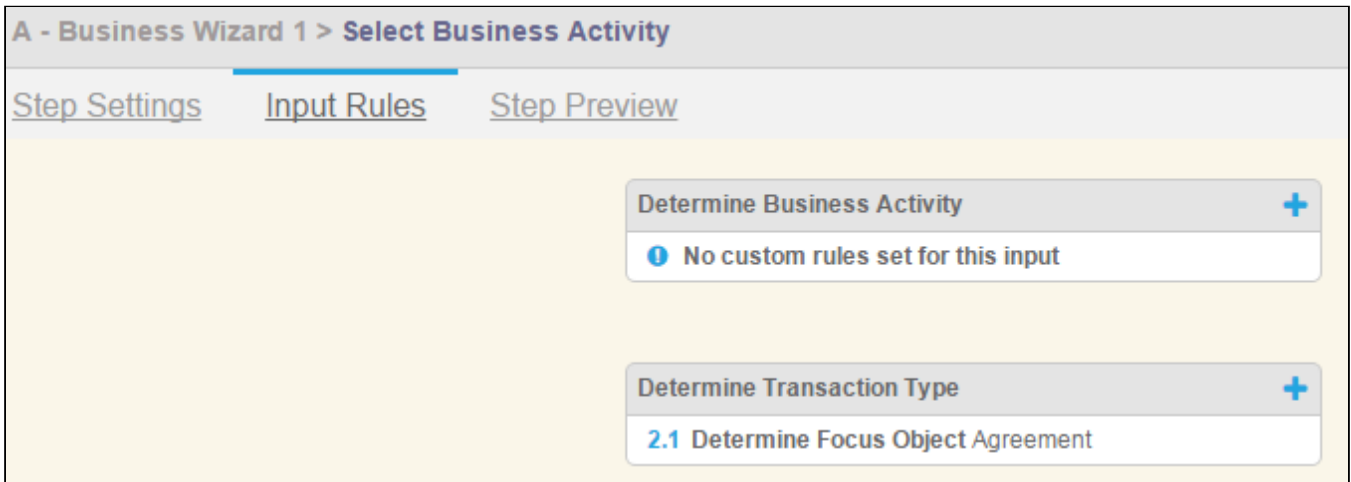 A - Business Wizard 1 > Select Business Activity
Step Settings Input Rules Step Preview
Determine Business Activity
No custom rules set for this input
Determine Transaction Type
2.1 Determine Focus Object Agreement